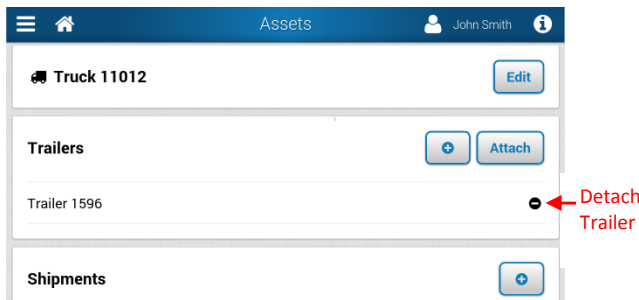 Assets
John Smith
Truck 11012
Edit
Trailers
Attach
Trailer 1596
Detach
Trailer
Shipments